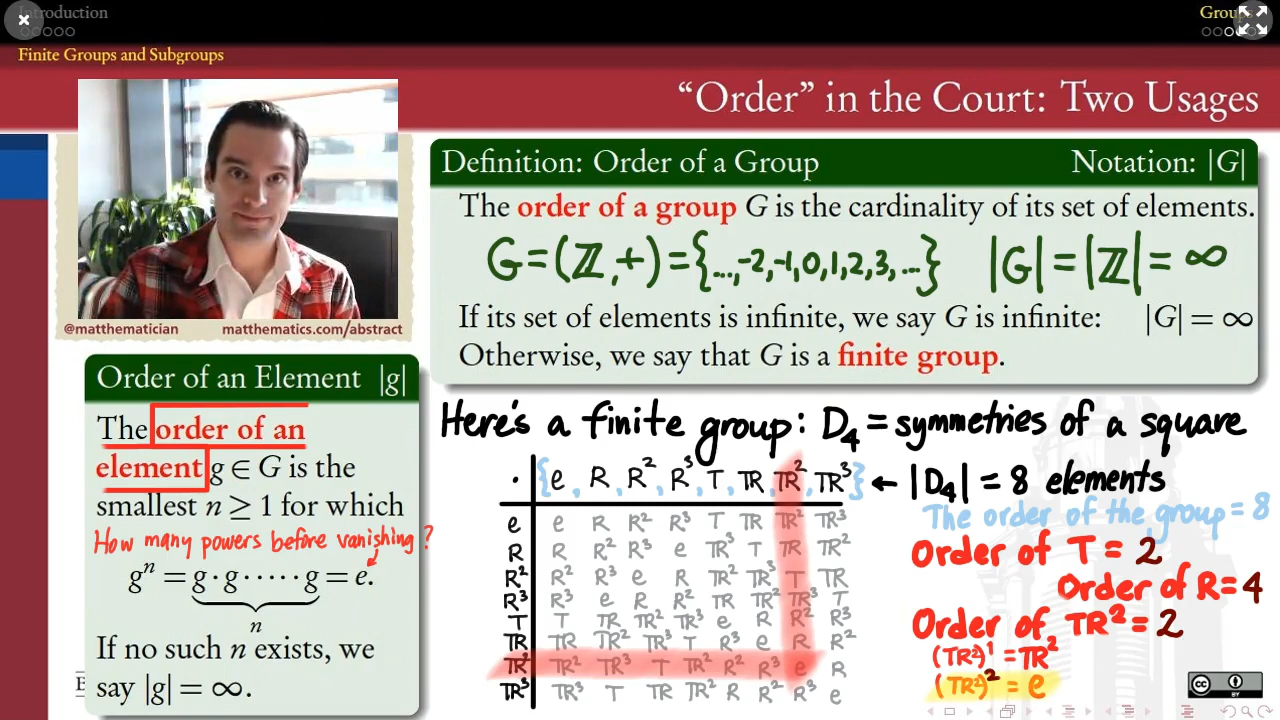 Introduction
Group
Finite Groups and Subgroups
“Order” in the Court: Two Usages
@matthematician matthematics.com/abstract
Definition: Order of a Group Notation: |G|
The order of a group G is the cardinality of its set of elements.
G = (ℤ, +) = {..., -2, -1, 0, 1, 2, 3, ...} |G| = |ℤ| = ∞
If its set of elements is infinite, we say G is infinite: |G| = ∞
Otherwise, we say that G is a finite group.
Order of an Element |g|
The order of an
element g ∈ G is the
smallest n ≥ 1 for which
How many powers before vanishing?
gⁿ = g · g · · · · · g = e.
n
If no such n exists, we
say |g| = ∞.
Here's a finite group: D₄ = symmetries of a square
· {e, R, R², R³, T, TR, TR², TR³} ← |D₄| = 8 elements
e e R R² R³ T TR TR² TR³
R R R² R³ e TR³ T TR TR²
R² R² R³ e R TR² TR³ T TR
R³ R³ e R R² TR TR² TR³ T
T T TR TR² TR³ e R R² R³
TR TR TR² TR³ T R³ e R R²
TR² TR² TR³ T TR² R² R³ e R
TR³ TR³ T TR TR² R R² R³ e
The order of the group = 8
Order of T = 2
Order of R = 4
Order of TR² = 2
(TR²)¹ = TR²
(TR²)² = e
cc BY